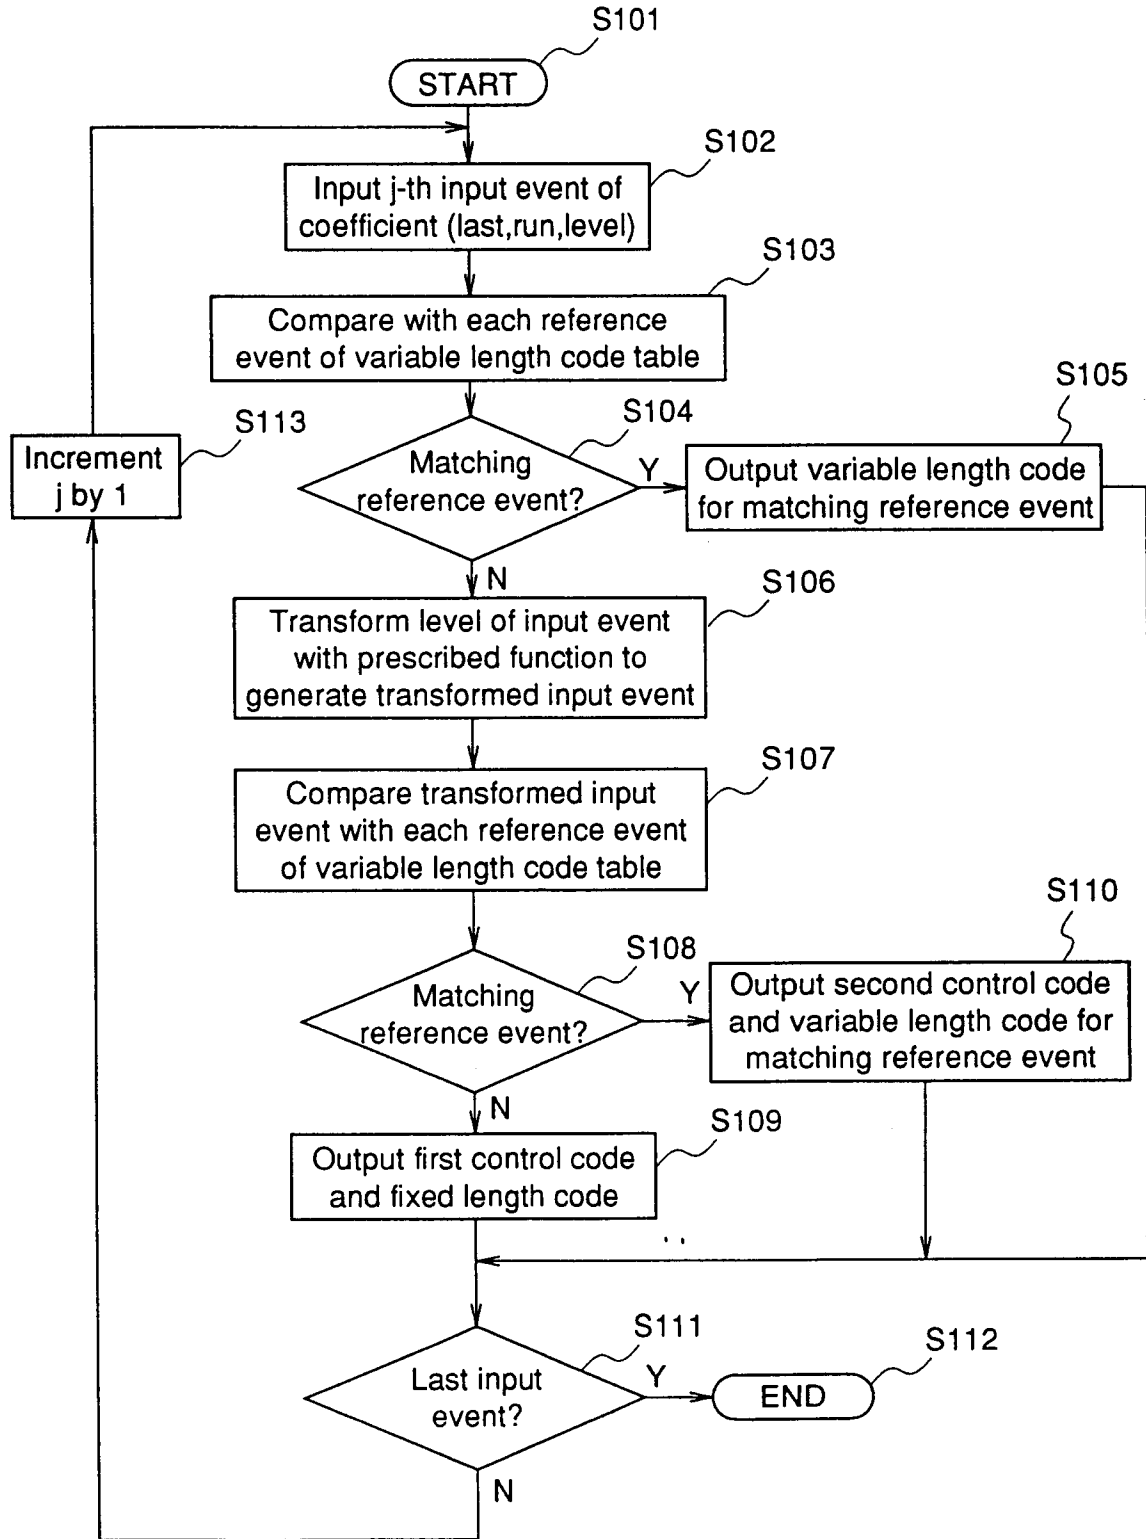 S101
START
S102
Input j-th input event of
coefficient (last,run,level)
S103
Compare with each reference
event of variable length code table
S104
Matching
reference event?
Y
S105
Output variable length code
for matching reference event
S113
Increment
j by 1
N
S106
Transform level of input event
with prescribed function to
generate transformed input event
S107
Compare transformed input
event with each reference event
of variable length code table
S108
Matching
reference event?
Y
S110
Output second control code
and variable length code for
matching reference event
N
S109
Output first control code
and fixed length code
S111
Last input
event?
Y
S112
END
N